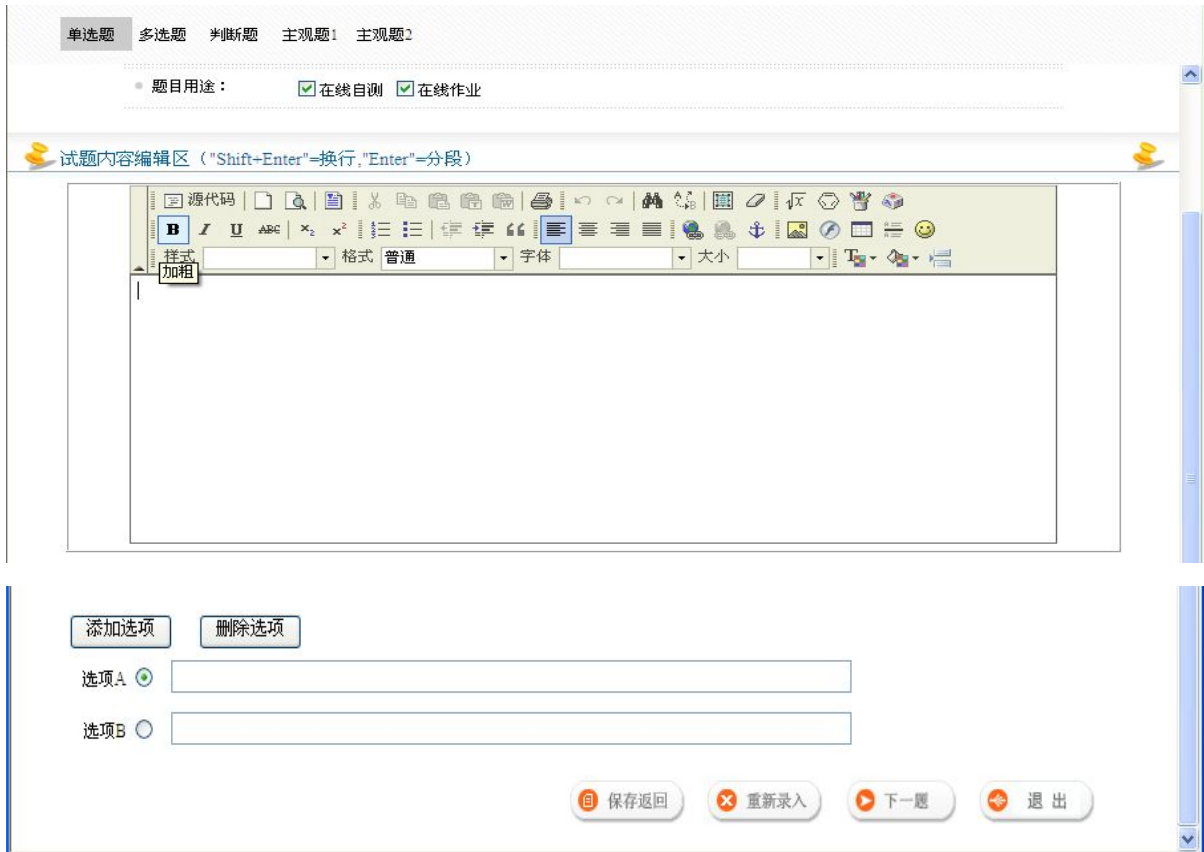 单选题 多选题 判断题 主观题1 主观题2
题目用途： 在线自测 在线作业
试题内容编辑区（"Shift+Enter"=换行,"Enter"=分段）
源代码
B I U ABC x₂ x²
样式 格式 普通 字体 大小
加粗
添加选项 删除选项
选项A
选项B
保存返回 重新录入 下一题 退出